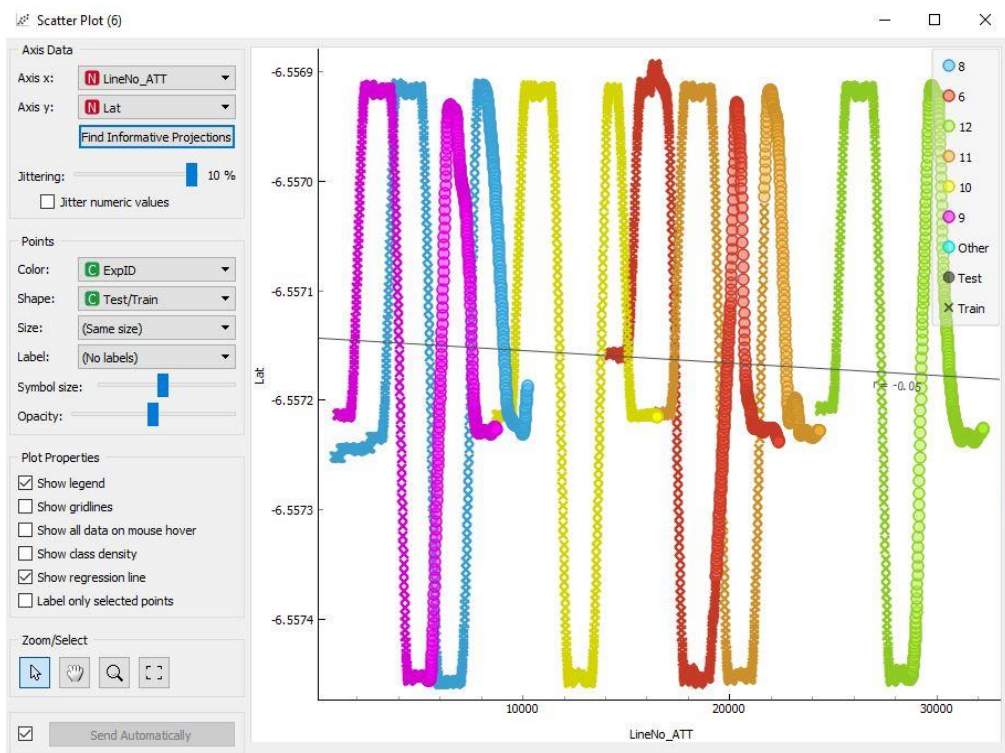 Scatter Plot (6)
Axis Data
Axis x: N LineNo_ATT
Axis y: N Lat
Find Informative Projections
Jittering: 10 %
Jitter numeric values
Points
Color: C ExpID
Shape: C Test/Train
Size: (Same size)
Label: (No labels)
Symbol size:
Opacity:
Plot Properties
Show legend
Show gridlines
Show all data on mouse hover
Show class density
Show regression line
Label only selected points
Zoom/Select
Send Automatically
Lat
-6.5569
-6.5570
-6.5571
-6.5572
-6.5573
-6.5574
r = -0.05
8
6
12
11
10
9
Other
Test
Train
10000 20000 30000
LineNo_ATT